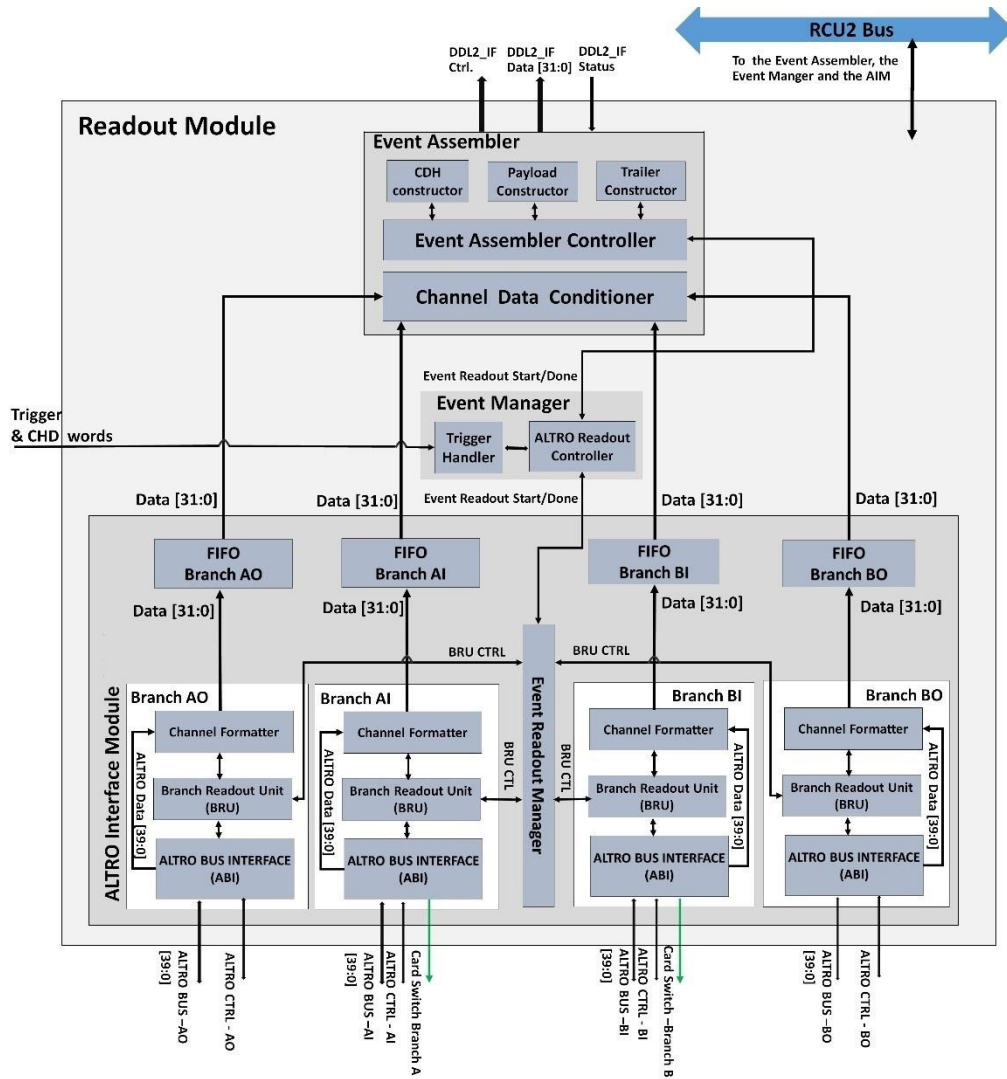 RCU2 Bus
To the Event Assembler, the
Event Manger and the AIM
DDL2_IF
Ctrl.
DDL2_IF
Data [31:0]
DDL2_IF
Status
Readout Module
Event Assembler
CDH
constructor
Payload
Constructor
Trailer
Constructor
Event Assembler Controller
Channel Data Conditioner
Event Readout Start/Done
Event Manager
Trigger
& CHD words
Trigger
Handler
ALTRO Readout
Controller
Event Readout Start/Done
Data [31:0]
Data [31:0]
Data [31:0]
Data [31:0]
FIFO
Branch AO
FIFO
Branch AI
FIFO
Branch BI
FIFO
Branch BO
Data [31:0]
Data [31:0]
Data [31:0]
Data [31:0]
BRU CTRL
BRU CTRL
ALTRO Interface Module
Branch AO
Channel Formatter
ALTRO Data [39:0]
Branch Readout Unit
(BRU)
ALTRO BUS INTERFACE
(ABI)
Branch AI
Channel Formatter
ALTRO Data [39:0]
Branch Readout Unit
(BRU)
ALTRO BUS INTERFACE
(ABI)
BRU CTL
Event Readout Manager
BRU CTL
Branch BI
Channel Formatter
ALTRO Data [39:0]
Branch Readout Unit
(BRU)
ALTRO BUS INTERFACE
(ABI)
Branch BO
Channel Formatter
ALTRO Data [39:0]
Branch Readout Unit
(BRU)
ALTRO BUS INTERFACE
(ABI)
ALTRO BUS –AO
[39:0]
ALTRO CTRL - AO
ALTRO BUS –AI
[39:0]
ALTRO CTRL - AI
Card Switch Branch A
ALTRO BUS –BI
[39:0]
ALTRO CTRL - BI
Card Switch –Branch B
ALTRO BUS –BO
[39:0]
ALTRO CTRL - BO